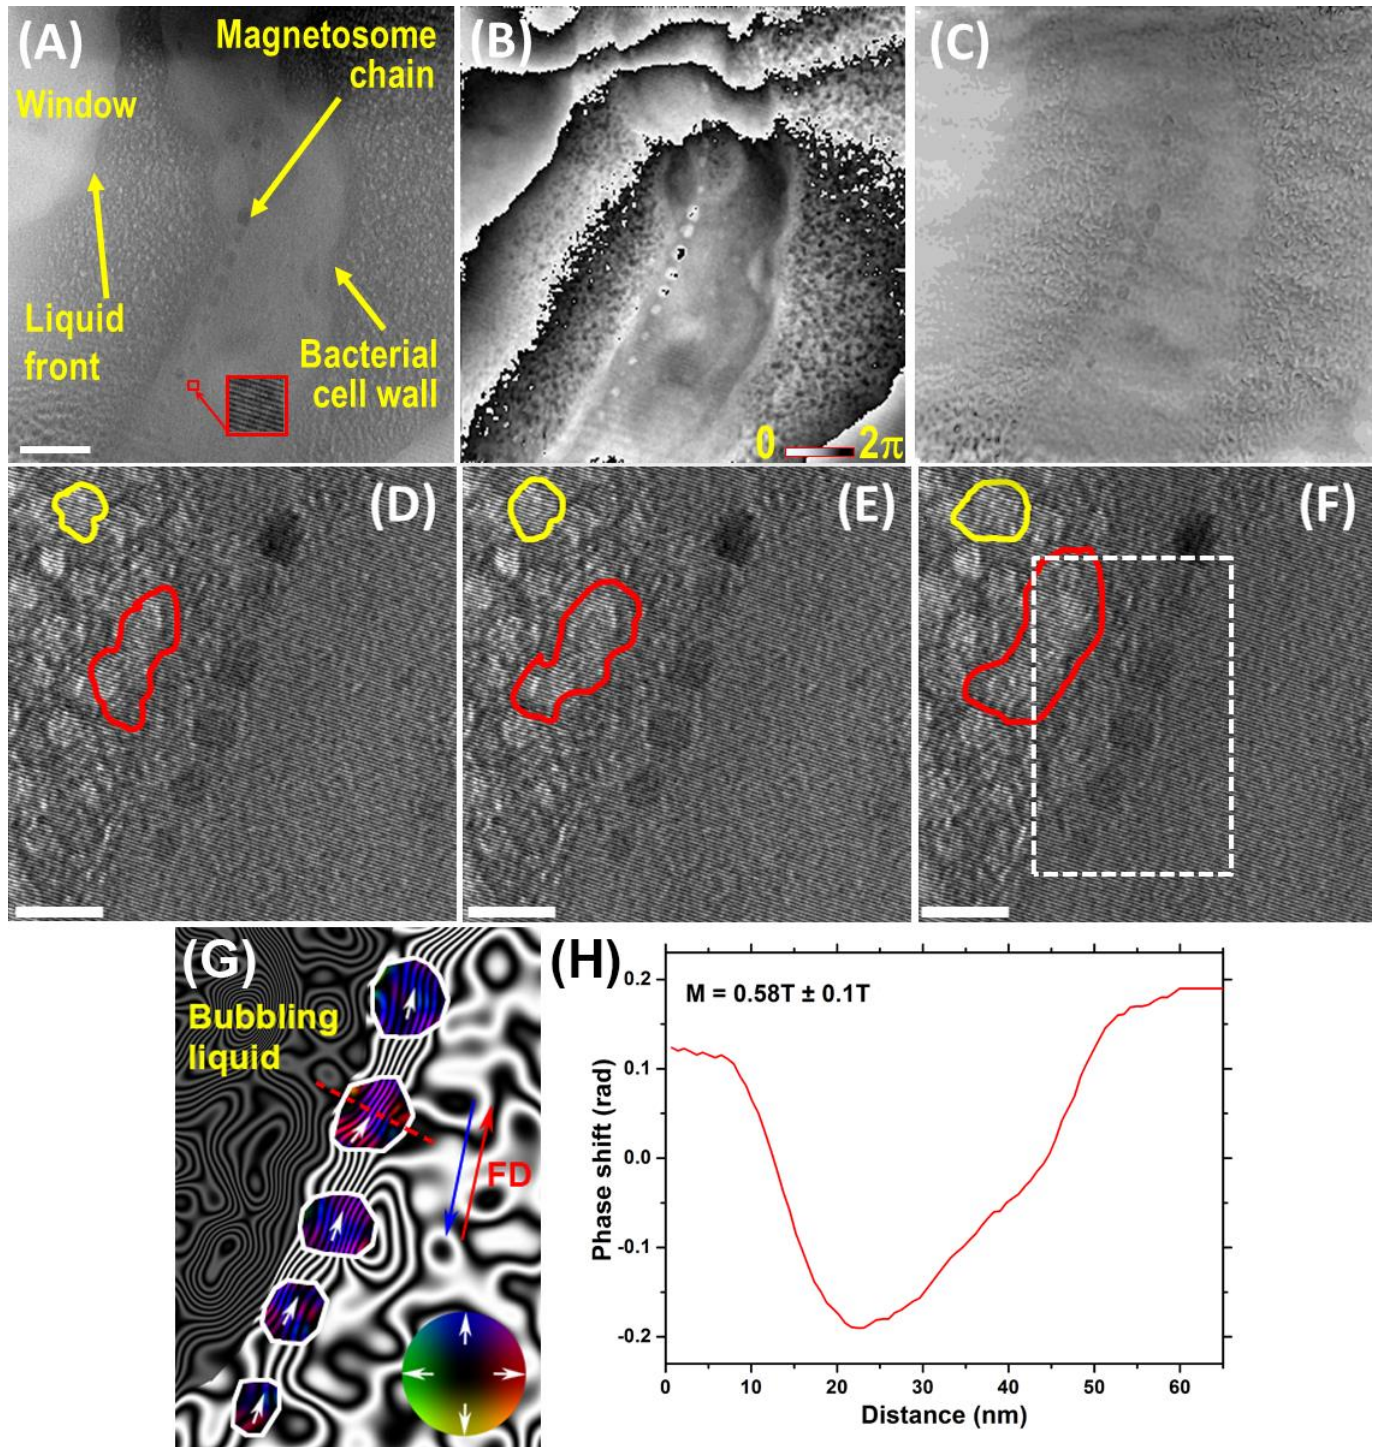 (A)
Magnetosome
chain
Window
Liquid
front
Bacterial
cell wall
(B)
0 2π
(C)
(D)
(E)
(F)
(G)
Bubbling
liquid
FD
(H)
M = 0.58T ± 0.1T
Phase shift (rad)
0.2
0.1
0.0
-0.1
-0.2
0 10 20 30 40 50 60
Distance (nm)